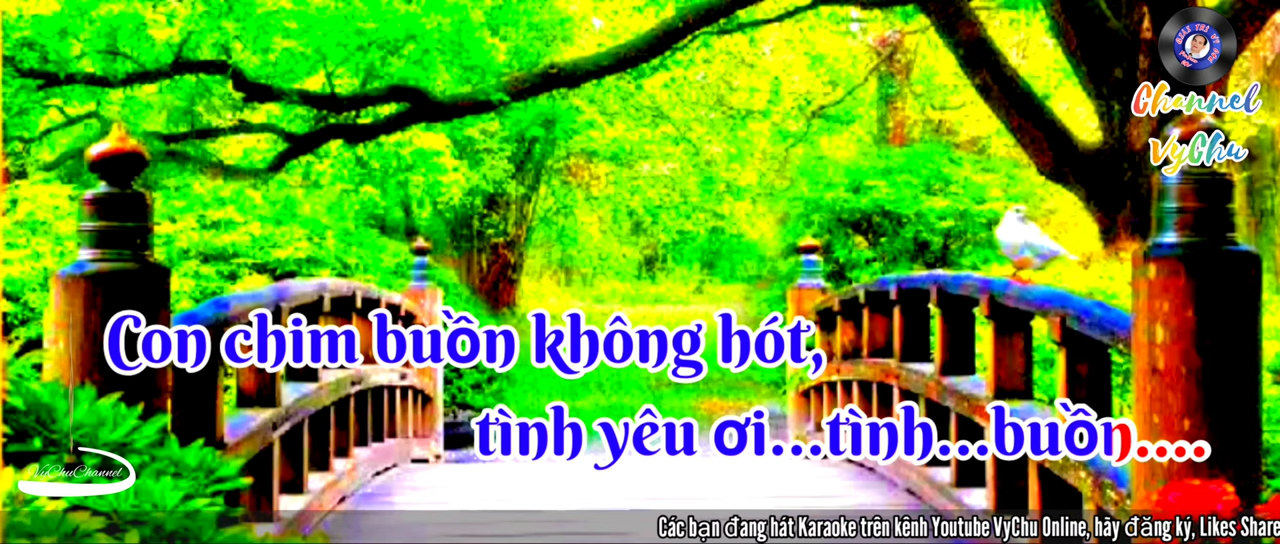 Channel
VyChu
Con chim buồn không hót,
tình yêu ơi...tình...buồn....
VyChuChannel
Các bạn đang hát Karaoke trên kênh Youtube VyChu Online, hãy đăng ký, Likes Share